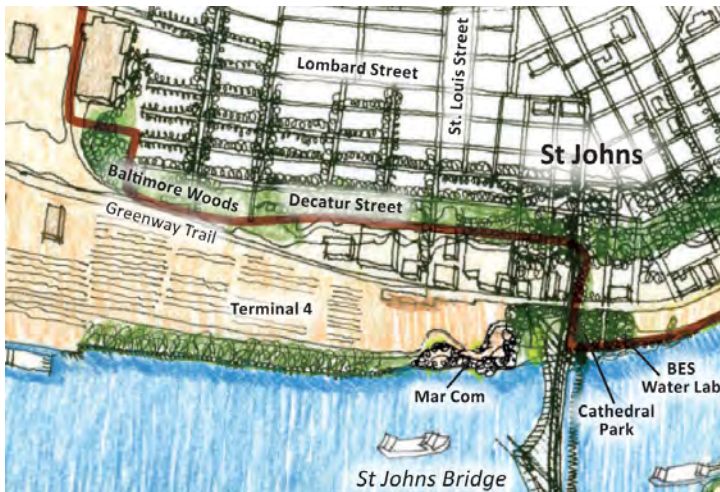 Lombard Street
St. Louis Street
St Johns
Baltimore Woods
Decatur Street
Greenway Trail
Terminal 4
Mar Com
BES
Water Lab
Cathedral
Park
St Johns Bridge